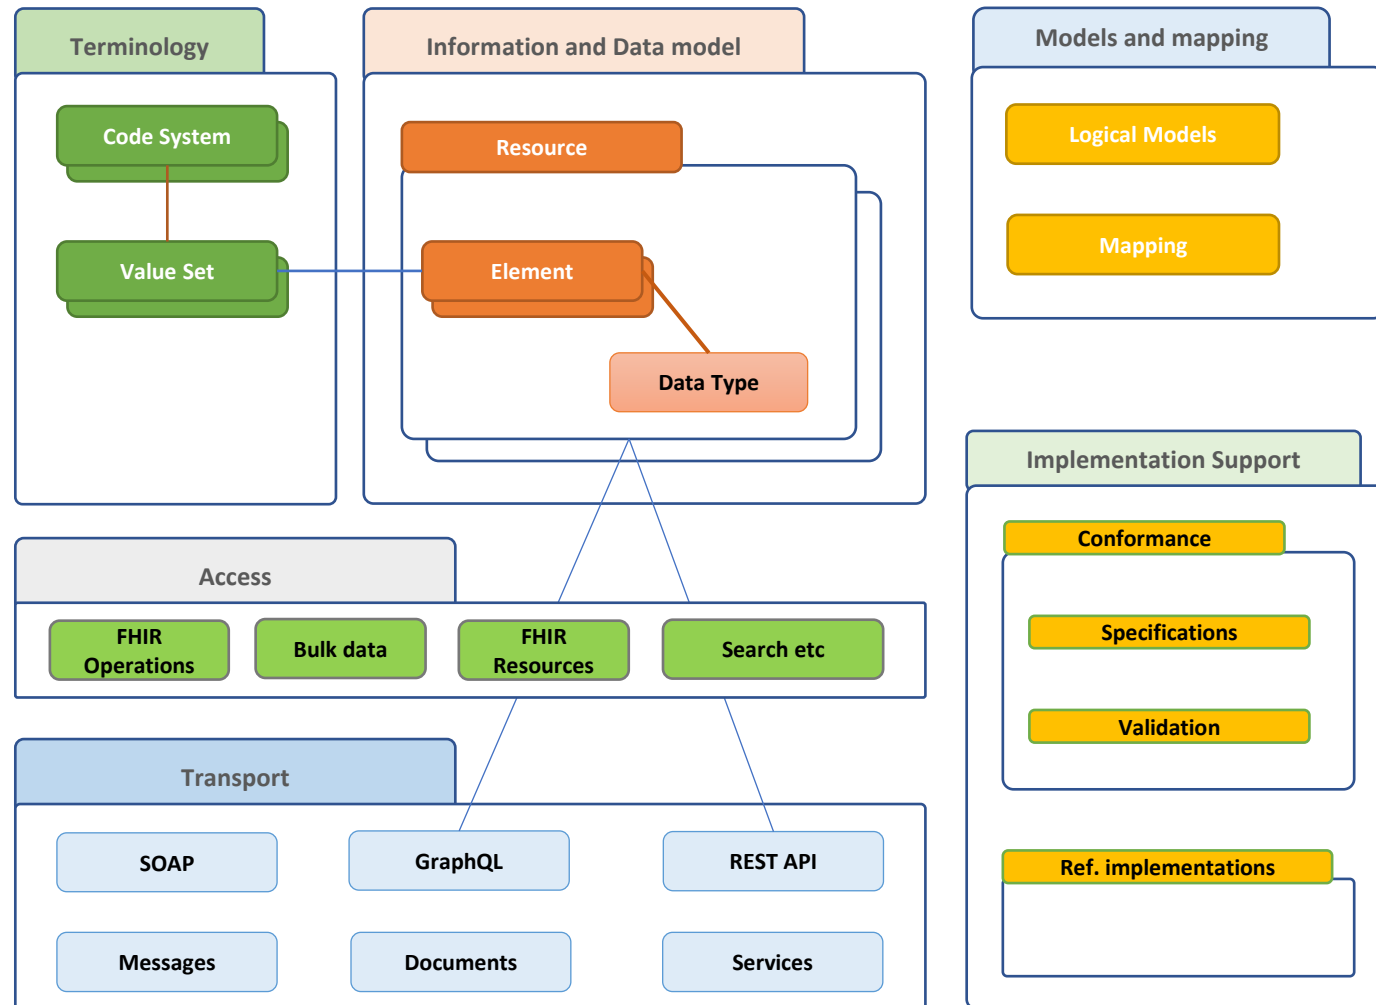 Terminology
Code System
Value Set
Information and Data model
Resource
Element
Data Type
Models and mapping
Logical Models
Mapping
Access
FHIR
Operations
Bulk data
FHIR
Resources
Search etc
Transport
SOAP
GraphQL
REST API
Messages
Documents
Services
Implementation Support
Conformance
Specifications
Validation
Ref. implementations